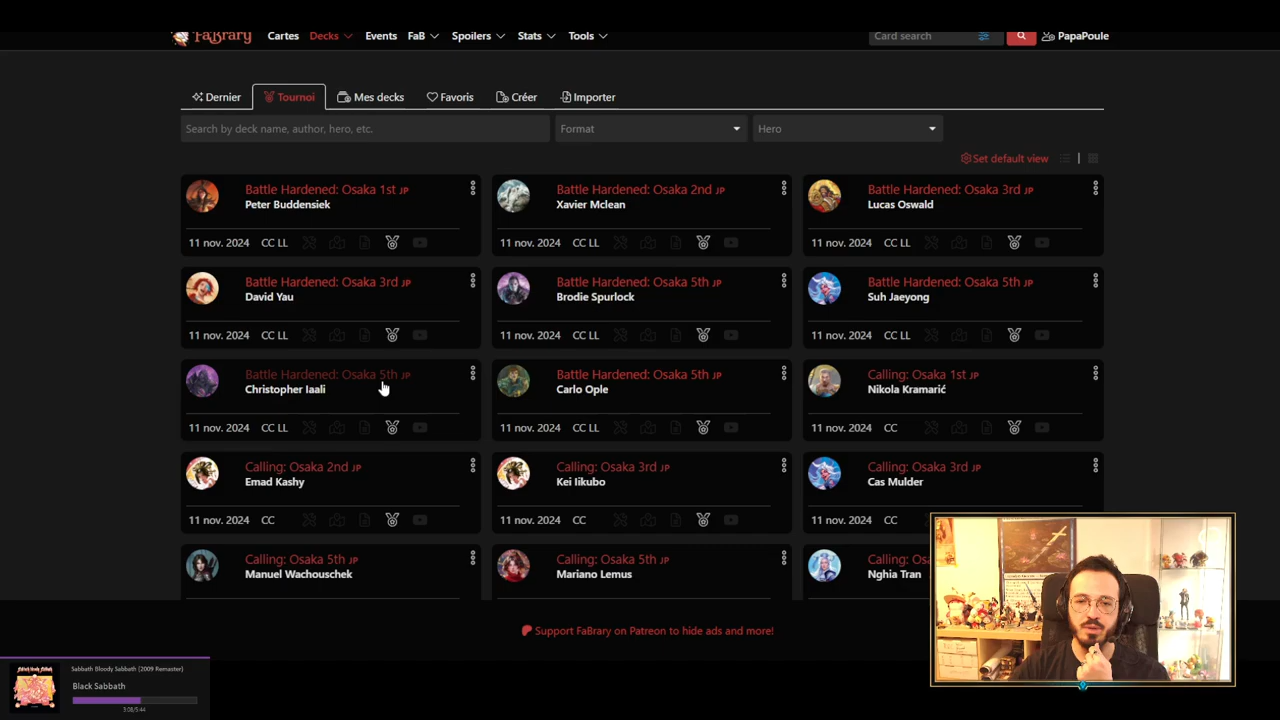 FaBrary
Cartes
Decks
Events
FaB
Spoilers
Stats
Tools
Card search
PapaPoule
Dernier
Tournoi
Mes decks
Favoris
Créer
Importer
Search by deck name, author, hero, etc.
Format
Hero
Set default view
Battle Hardened: Osaka 1st JP
Peter Buddensiek
11 nov. 2024 CC LL
Battle Hardened: Osaka 2nd JP
Xavier Mclean
11 nov. 2024 CC LL
Battle Hardened: Osaka 3rd JP
Lucas Oswald
11 nov. 2024 CC LL
Battle Hardened: Osaka 3rd JP
David Yau
11 nov. 2024 CC LL
Battle Hardened: Osaka 5th JP
Brodie Spurlock
11 nov. 2024 CC LL
Battle Hardened: Osaka 5th JP
Suh Jaeyong
11 nov. 2024 CC LL
Battle Hardened: Osaka 5th JP
Christopher Iaali
11 nov. 2024 CC LL
Battle Hardened: Osaka 5th JP
Carlo Ople
11 nov. 2024 CC LL
Calling: Osaka 1st JP
Nikola Kramarić
11 nov. 2024 CC
Calling: Osaka 2nd JP
Emad Kashy
11 nov. 2024 CC
Calling: Osaka 3rd JP
Kei Iikubo
11 nov. 2024 CC
Calling: Osaka 3rd JP
Cas Mulder
11 nov. 2024 CC
Calling: Osaka 5th JP
Manuel Wachouschek
Calling: Osaka 5th JP
Mariano Lemus
Calling: Os
Nghia Tran
Support FaBrary on Patreon to hide ads and more!
Sabbath Bloody Sabbath (2009 Remaster)
Black Sabbath
3:08/5:44